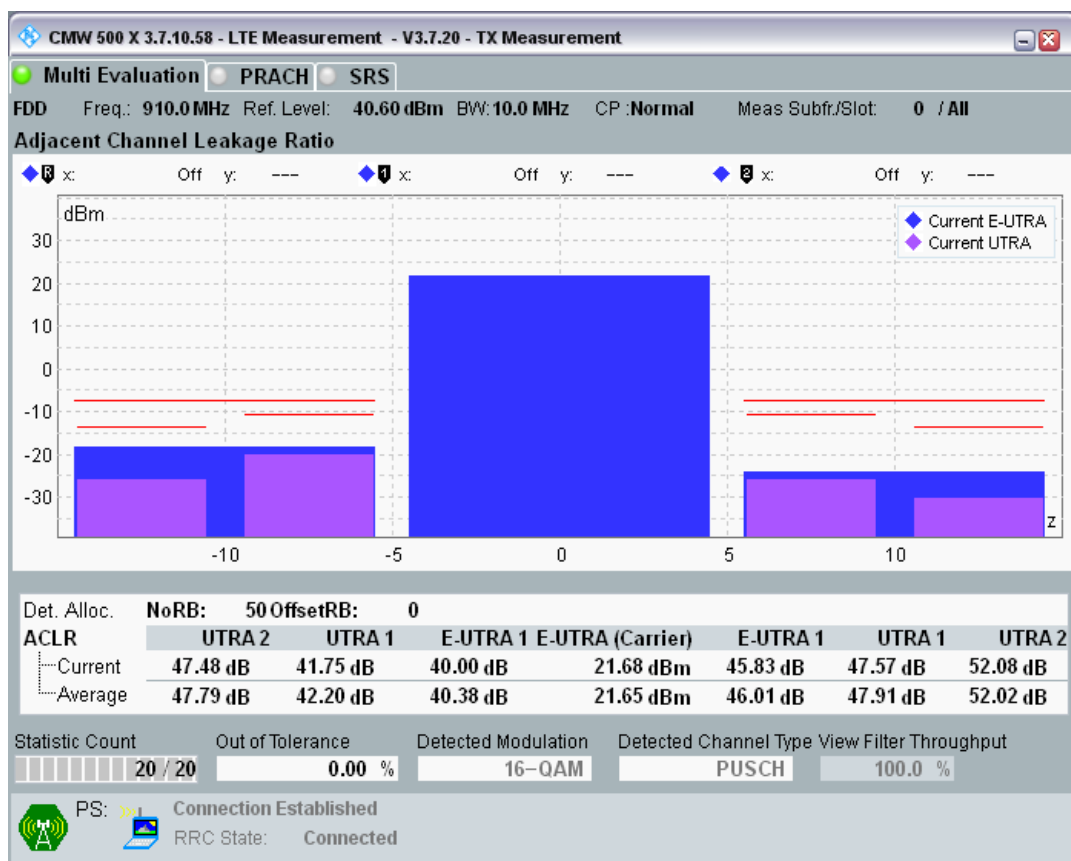 CMW 500 X 3.7.10.58 - LTE Measurement - V3.7.20 - TX Measurement
Multi Evaluation PRACH SRS
FDD Freq.: 910.0 MHz Ref. Level: 40.60 dBm BW: 10.0 MHz CP :Normal Meas Subfr./Slot: 0 / All
Adjacent Channel Leakage Ratio
R x: Off y: --- 1 x: Off y: --- 2 x: Off y: ---
dBm
Current E-UTRA
Current UTRA
30
20
10
0
-10
-20
-30
z
-10 -5 0 5 10
Det. Alloc. NoRB: 50 OffsetRB: 0
ACLR UTRA 2 UTRA 1 E-UTRA 1 E-UTRA (Carrier) E-UTRA 1 UTRA 1 UTRA 2
Current 47.48 dB 41.75 dB 40.00 dB 21.68 dBm 45.83 dB 47.57 dB 52.08 dB
Average 47.79 dB 42.20 dB 40.38 dB 21.65 dBm 46.01 dB 47.91 dB 52.02 dB
Statistic Count Out of Tolerance Detected Modulation Detected Channel Type View Filter Throughput
20 / 20 0.00 % 16-QAM PUSCH 100.0 %
PS: Connection Established
RRC State: Connected